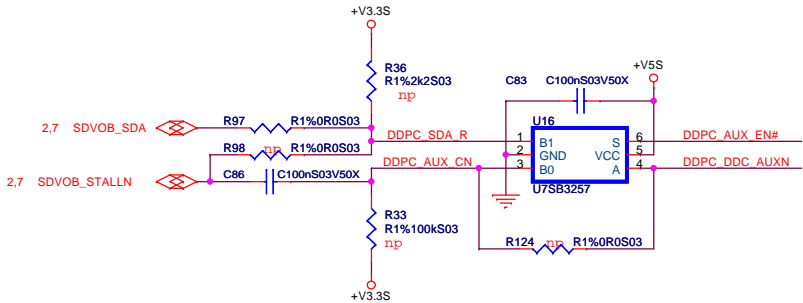 +V3.3S
R36
R1%2k2S03
np
+V5S
C83 C100nS03V50X
U16
2,7 SDVOB_SDA R97 R1%0R0S03
DDPC_SDA_R 1 B1 S 6 DDPC_AUX_EN#
2 GND VCC 5
R98 np R1%0R0S03
DDPC_AUX_CN 3 B0 A 4 DDPC_DDC_AUXN
2,7 SDVOB_STALLN C86 C100nS03V50X
U7SB3257
R33
R1%100kS03
np
R124 np R1%0R0S03
+V3.3S